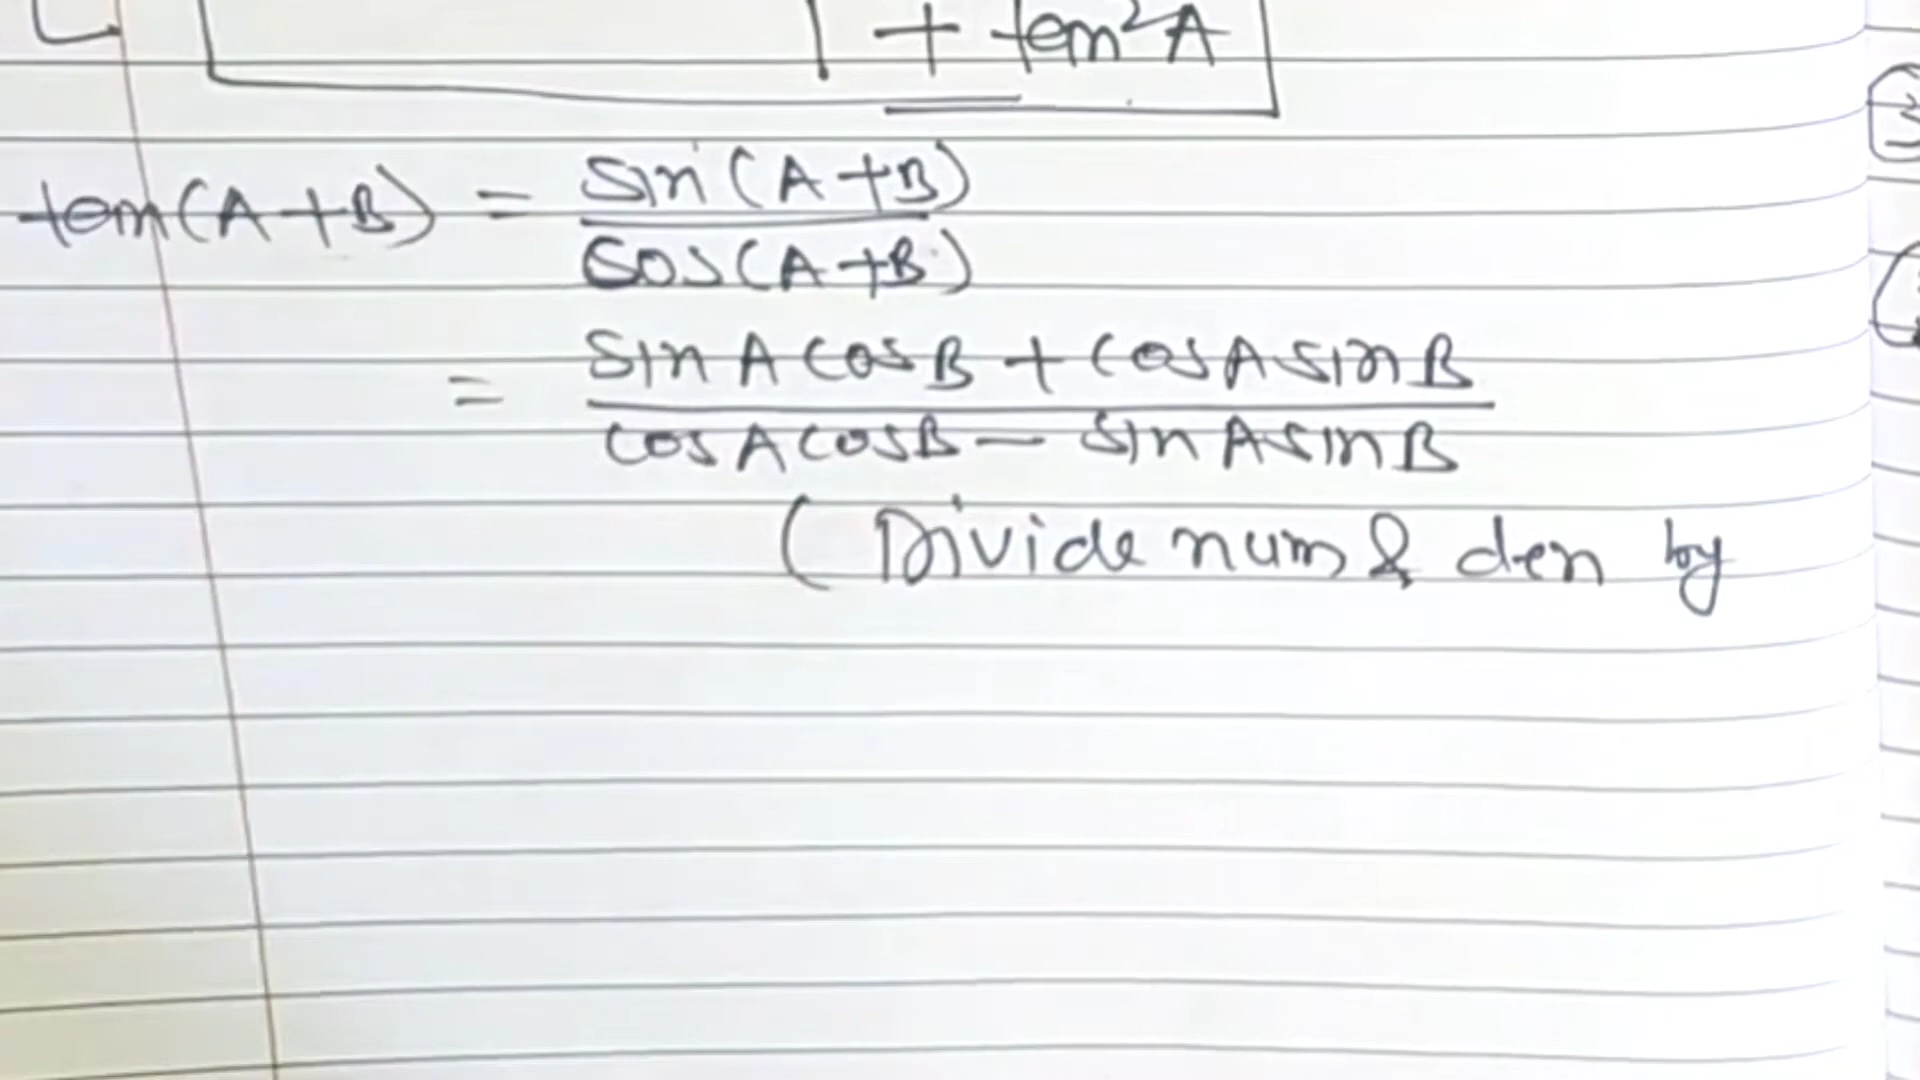 1 + tan²A
tan(A+B) = sin(A+B) / cos(A+B)
= sinA cosB + cosA sinB / cosA cosB - sinA sinB
(Divide num & den by